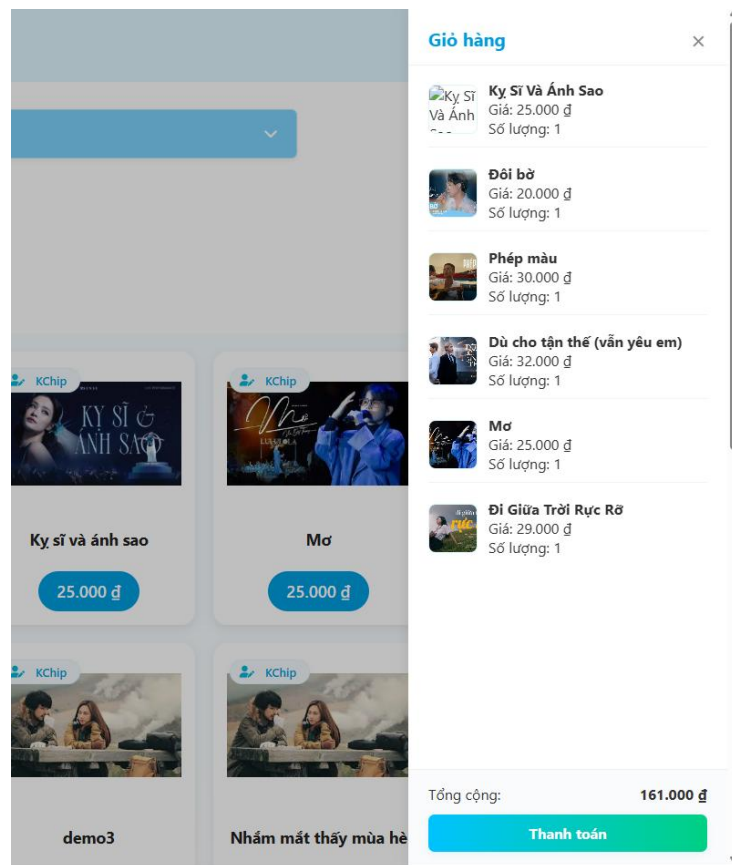 Giỏ hàng
Kỵ Sĩ
Và Ánh
Kỵ Sĩ Và Ánh Sao
Giá: 25.000 ₫
Số lượng: 1
Đôi bờ
Giá: 20.000 ₫
Số lượng: 1
Phép màu
Giá: 30.000 ₫
Số lượng: 1
Dù cho tận thế (vẫn yêu em)
Giá: 32.000 ₫
Số lượng: 1
Mơ
Giá: 25.000 ₫
Số lượng: 1
Đi Giữa Trời Rực Rỡ
Giá: 29.000 ₫
Số lượng: 1
Tổng cộng:
161.000 ₫
Thanh toán
KChip
KỴ SĨ &
ÁNH SAO
Kỵ sĩ và ánh sao
25.000 ₫
KChip
Mơ
Mơ
25.000 ₫
KChip
demo3
KChip
Nhắm mắt thấy mùa hè